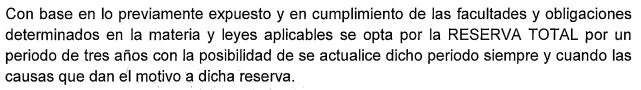 Con base en lo previamente expuesto y en cumplimiento de las facultades y obligaciones
determinados en la materia y leyes aplicables se opta por la RESERVA TOTAL por un
periodo de tres años con la posibilidad de se actualice dicho periodo siempre y cuando las
causas que dan el motivo a dicha reserva.